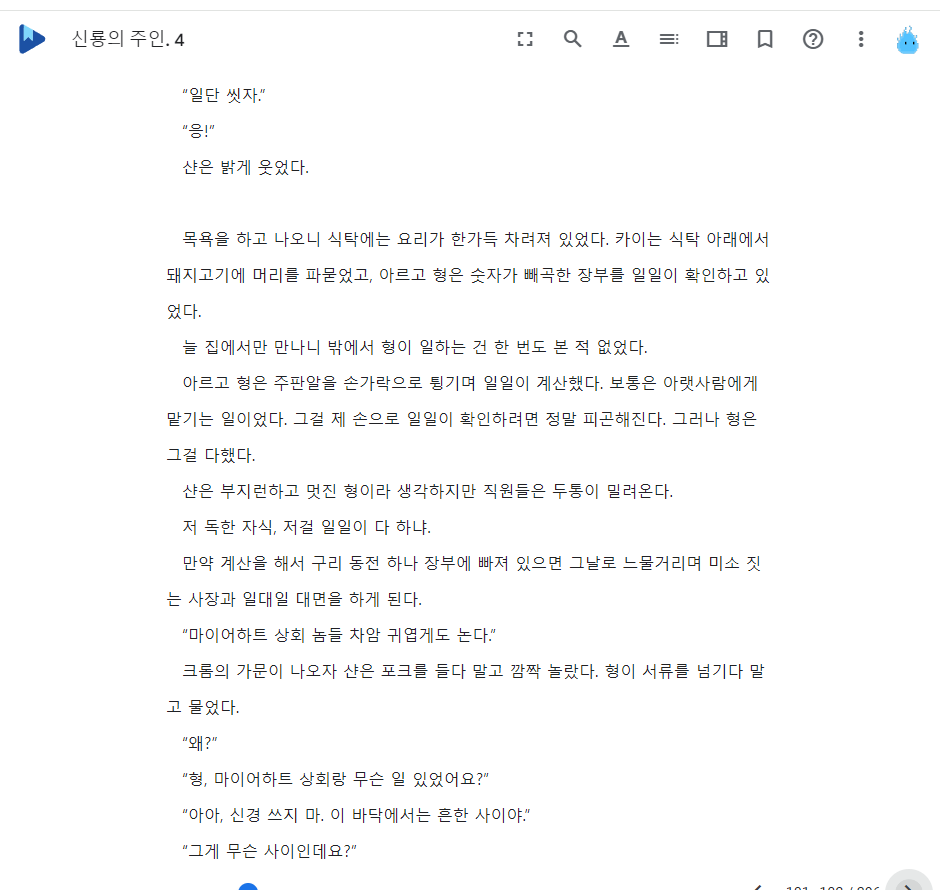 신룡의 주인. 4
"일단 씻자."
"응!"
샨은 밝게 웃었다.
목욕을 하고 나오니 식탁에는 요리가 한가득 차려져 있었다. 카이는 식탁 아래에서
돼지고기에 머리를 파묻었고, 아르고 형은 숫자가 빼곡한 장부를 일일이 확인하고 있
었다.
늘 집에서만 만나니 밖에서 형이 일하는 건 한 번도 본 적 없었다.
아르고 형은 주판알을 손가락으로 튕기며 일일이 계산했다. 보통은 아랫사람에게
맡기는 일이었다. 그걸 제 손으로 일일이 확인하려면 정말 피곤해진다. 그러나 형은
그걸 다했다.
샨은 부지런하고 멋진 형이라 생각하지만 직원들은 두통이 밀려온다.
저 독한 자식, 저걸 일일이 다 하냐.
만약 계산을 해서 구리 동전 하나 장부에 빠져 있으면 그날로 느물거리며 미소 짓
는 사장과 일대일 대면을 하게 된다.
"마이어하트 상회 놈들 차암 귀엽게도 논다."
크롬의 가문이 나오자 샨은 포크를 들다 말고 깜짝 놀랐다. 형이 서류를 넘기다 말
고 물었다.
"왜?"
"형, 마이어하트 상회랑 무슨 일 있었어요?"
"아아, 신경 쓰지 마. 이 바닥에서는 흔한 사이야."
"그게 무슨 사이인데요?"